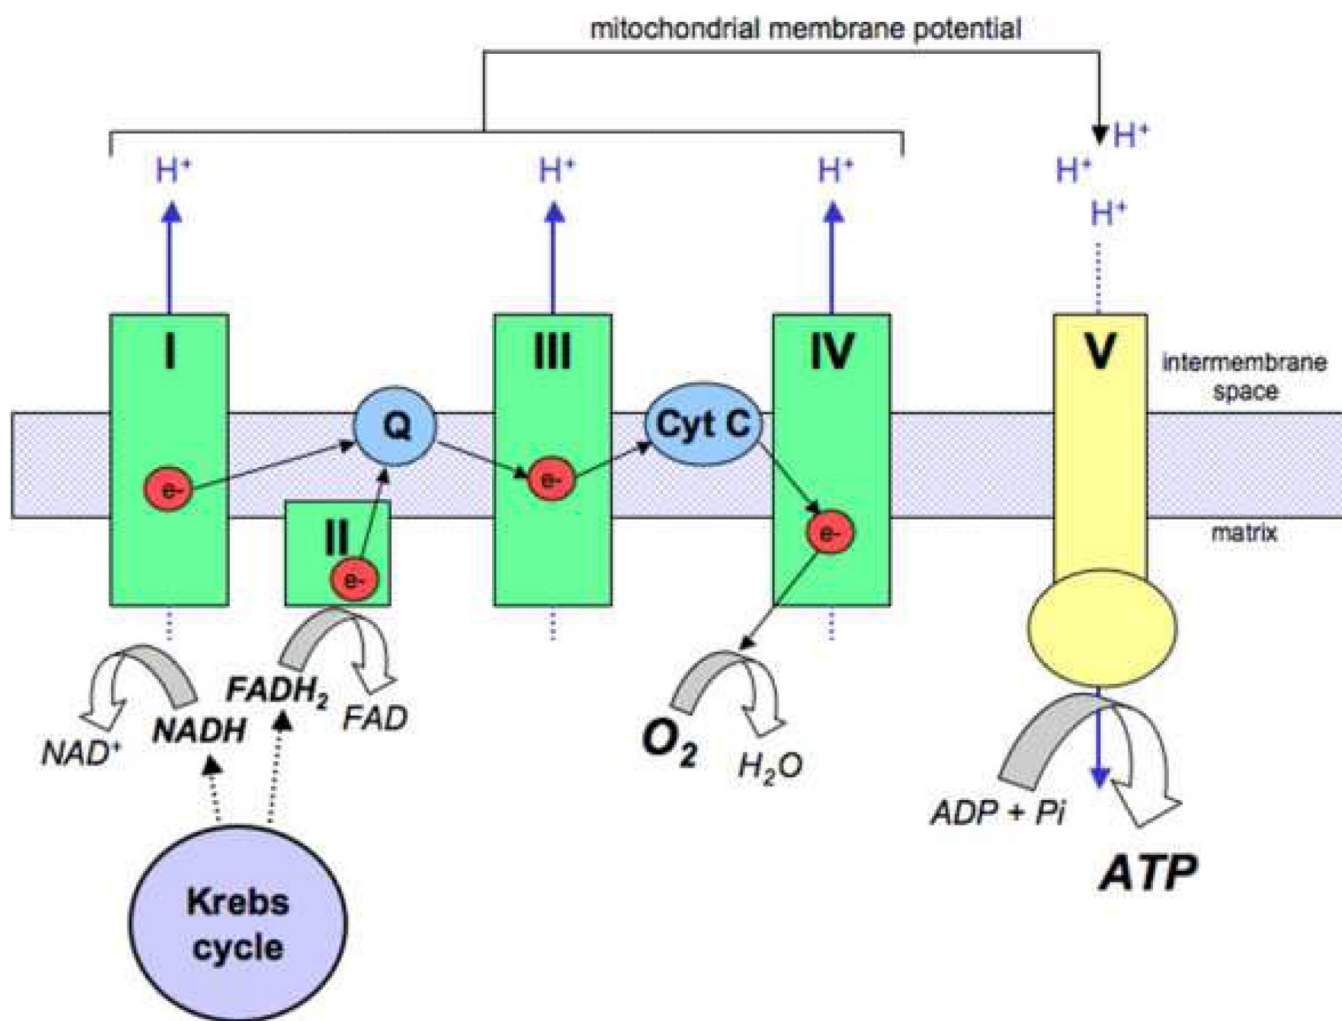 mitochondrial membrane potential
H⁺
H⁺
H⁺
H⁺
H⁺
H⁺
I
III
IV
V
intermembrane
space
Q
Cyt C
e-
e-
e-
II
e-
matrix
NAD⁺
NADH
FADH₂
FAD
O₂
H₂O
ADP + Pi
ATP
Krebs
cycle